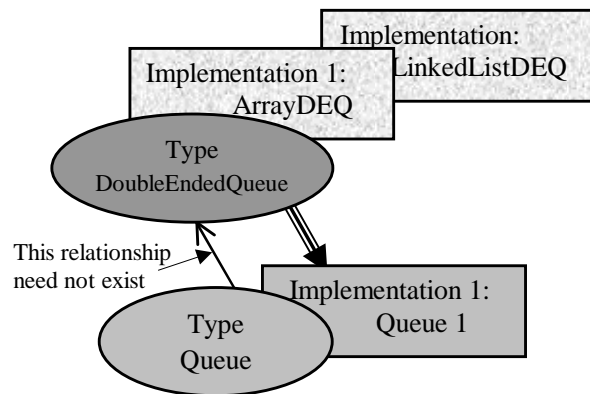 Implementation:
LinkedListDEQ
Implementation 1:
ArrayDEQ
Type
DoubleEndedQueue
This relationship
need not exist
Implementation 1:
Queue 1
Type
Queue